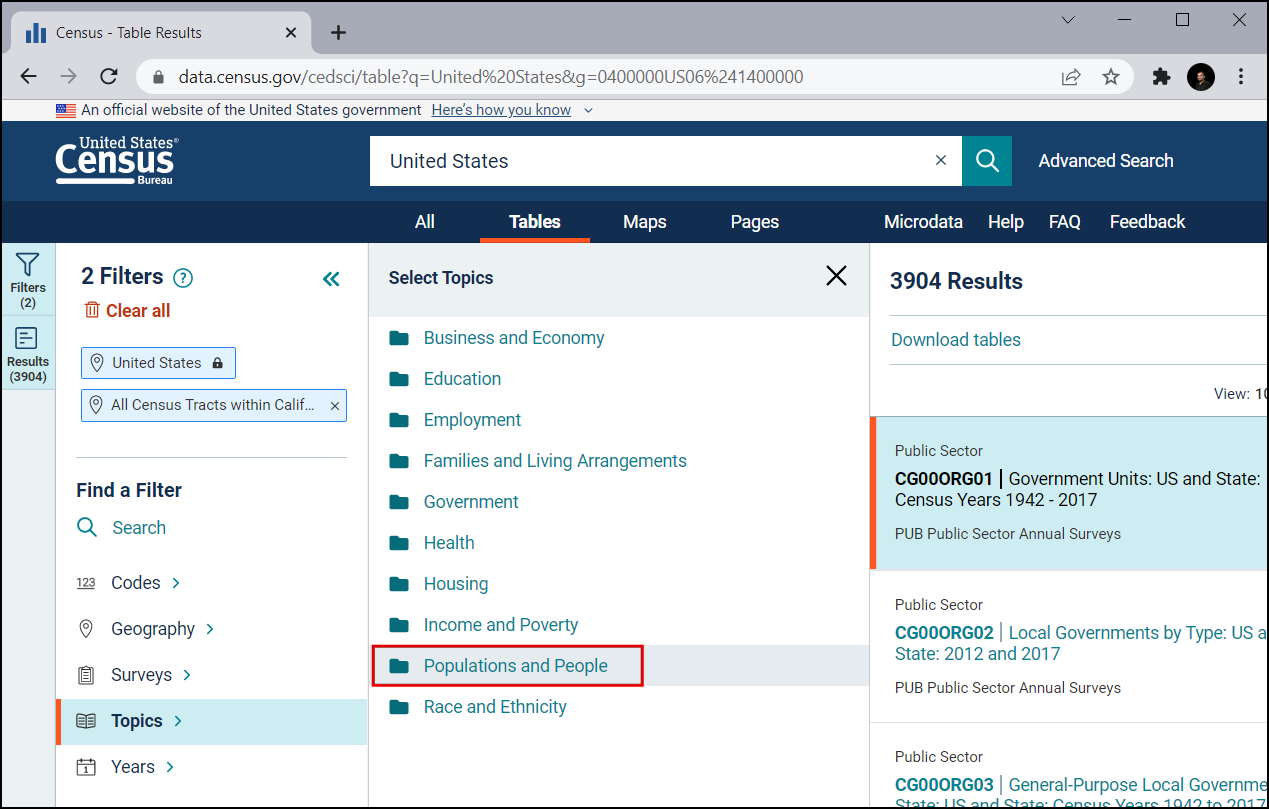 Census - Table Results
data.census.gov/cedsci/table?q=United%20States&g=0400000US06%241400000
An official website of the United States government Here's how you know
United States®
Census
Bureau
United States
Advanced Search
All Tables Maps Pages Microdata Help FAQ Feedback
Filters
(2)
Results
(3904)
2 Filters ?
Clear all
United States
All Census Tracts within Calif...
Find a Filter
Search
123 Codes
Geography
Surveys
Topics
1 Years
Select Topics
Business and Economy
Education
Employment
Families and Living Arrangements
Government
Health
Housing
Income and Poverty
Populations and People
Race and Ethnicity
3904 Results
Download tables
View: 10
Public Sector
CG00ORG01 | Government Units: US and State:
Census Years 1942 - 2017
PUB Public Sector Annual Surveys
Public Sector
CG00ORG02 | Local Governments by Type: US a
State: 2012 and 2017
PUB Public Sector Annual Surveys
Public Sector
CG00ORG03 | General-Purpose Local Governme
State: US and State: Census Years 1942 to 2017